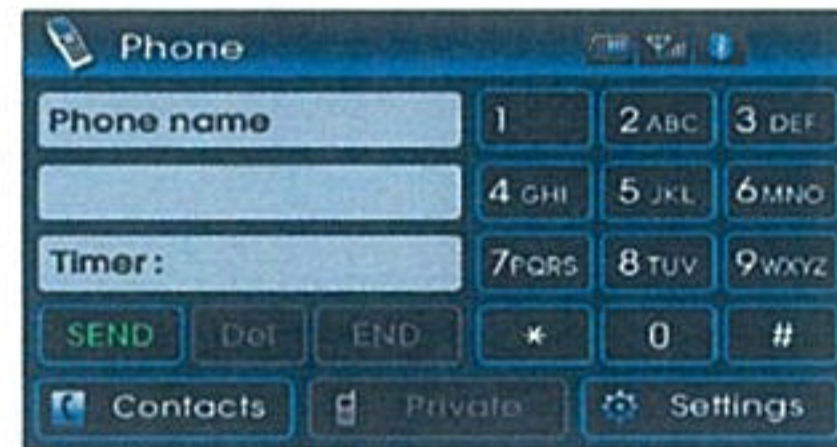 Phone
Phone name
1 2 ABC 3 DEF
4 GHI 5 JKL 6 MNO
Timer :
7 PQRS 8 TUV 9 WXYZ
SEND Del END * 0 #
Contacts Private Settings